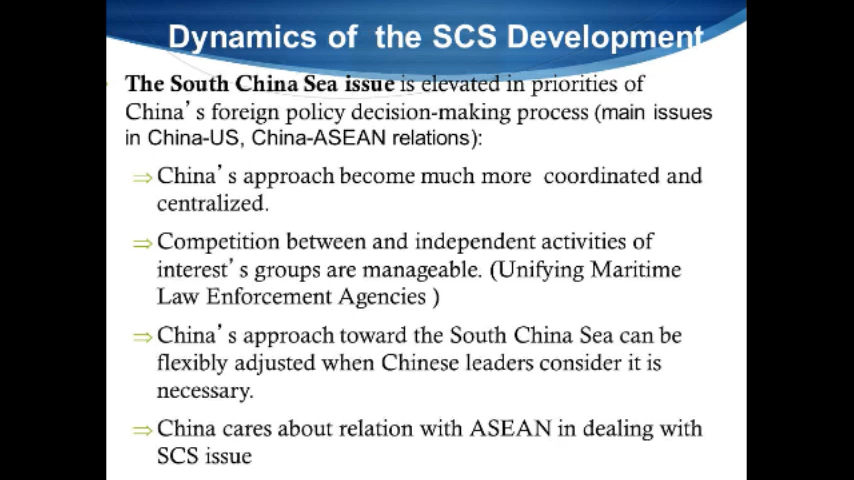 Dynamics of the SCS Development
The South China Sea issue is elevated in priorities of
China's foreign policy decision-making process (main issues
in China-US, China-ASEAN relations):
⇒ China's approach become much more coordinated and
centralized.
⇒ Competition between and independent activities of
interest's groups are manageable. (Unifying Maritime
Law Enforcement Agencies )
⇒ China's approach toward the South China Sea can be
flexibly adjusted when Chinese leaders consider it is
necessary.
⇒ China cares about relation with ASEAN in dealing with
SCS issue